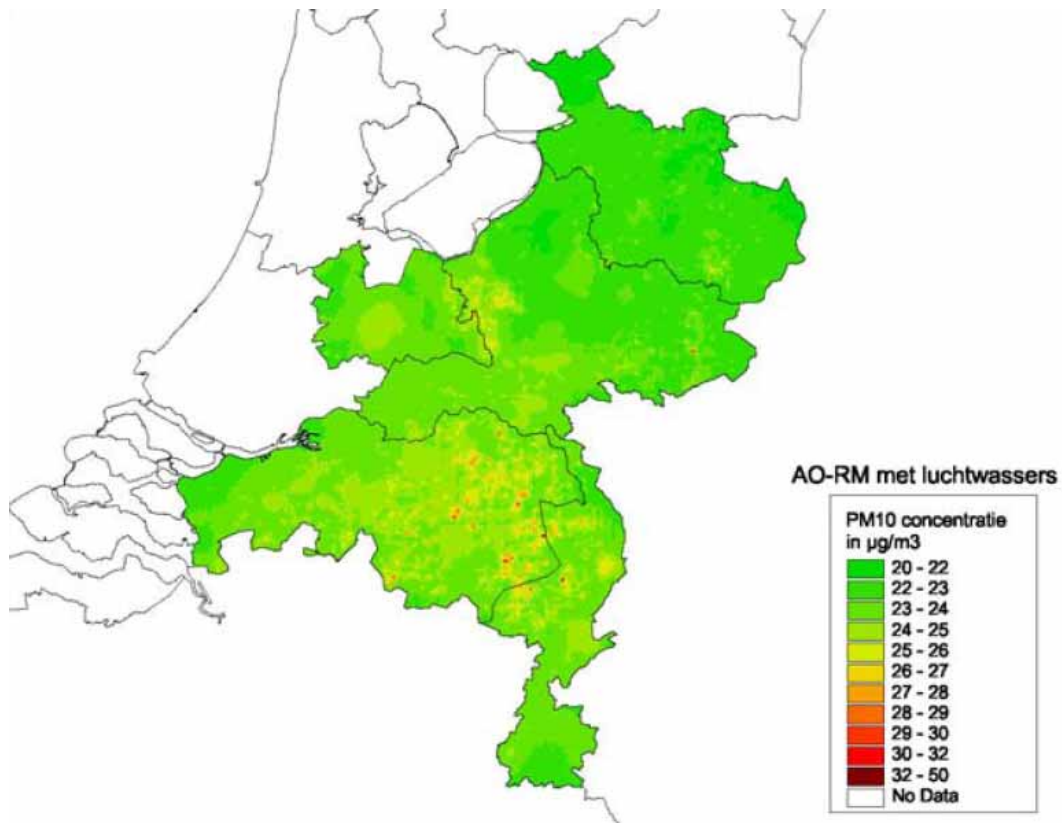 AO-RM met luchtwassers
PM10 concentratie
in µg/m3
20 - 22
22 - 23
23 - 24
24 - 25
25 - 26
26 - 27
27 - 28
28 - 29
29 - 30
30 - 32
32 - 50
No Data